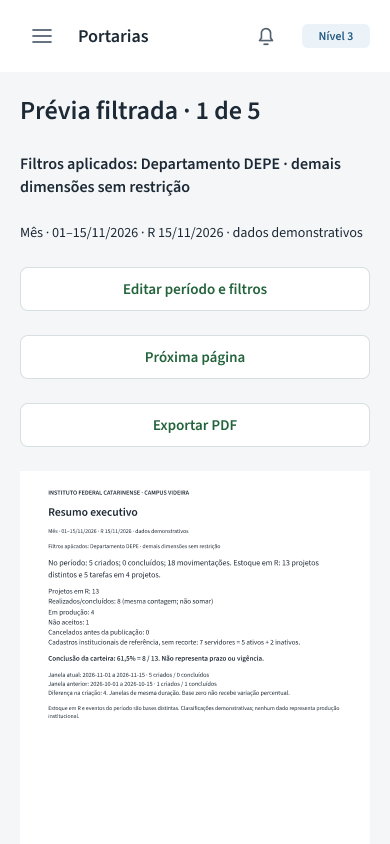 Portarias
Nível 3
Prévia filtrada · 1 de 5
Filtros aplicados: Departamento DEPE · demais
dimensões sem restrição
Mês · 01–15/11/2026 · R 15/11/2026 · dados demonstrativos
Editar período e filtros
Próxima página
Exportar PDF
INSTITUTO FEDERAL CATARINENSE · CAMPUS VIDEIRA
Resumo executivo
Mês · 01–15/11/2026 · R 15/11/2026 · dados demonstrativos
Filtros aplicados: Departamento DEPE · demais dimensões sem restrição
No período: 5 criados; 0 concluídos; 18 movimentações. Estoque em R: 13 projetos
distintos e 5 tarefas em 4 projetos.
Projetos em R: 13
Realizados/concluídos: 8 (mesma contagem; não somar)
Em produção: 4
Não aceitos: 1
Cancelados antes da publicação: 0
Cadastros institucionais de referência, sem recorte: 7 servidores = 5 ativos + 2 inativos.
Conclusão da carteira: 61,5% = 8 / 13. Não representa prazo ou vigência.
Janela atual: 2026-11-01 a 2026-11-15 · 5 criados / 0 concluídos
Janela anterior: 2026-10-01 a 2026-10-15 · 1 criados / 1 concluídos
Diferença na criação: 4. Janelas de mesma duração. Base zero não recebe variação percentual.
Estoque em R e eventos do período são bases distintas. Classificações demonstrativas; nenhum dado representa produção
institucional.